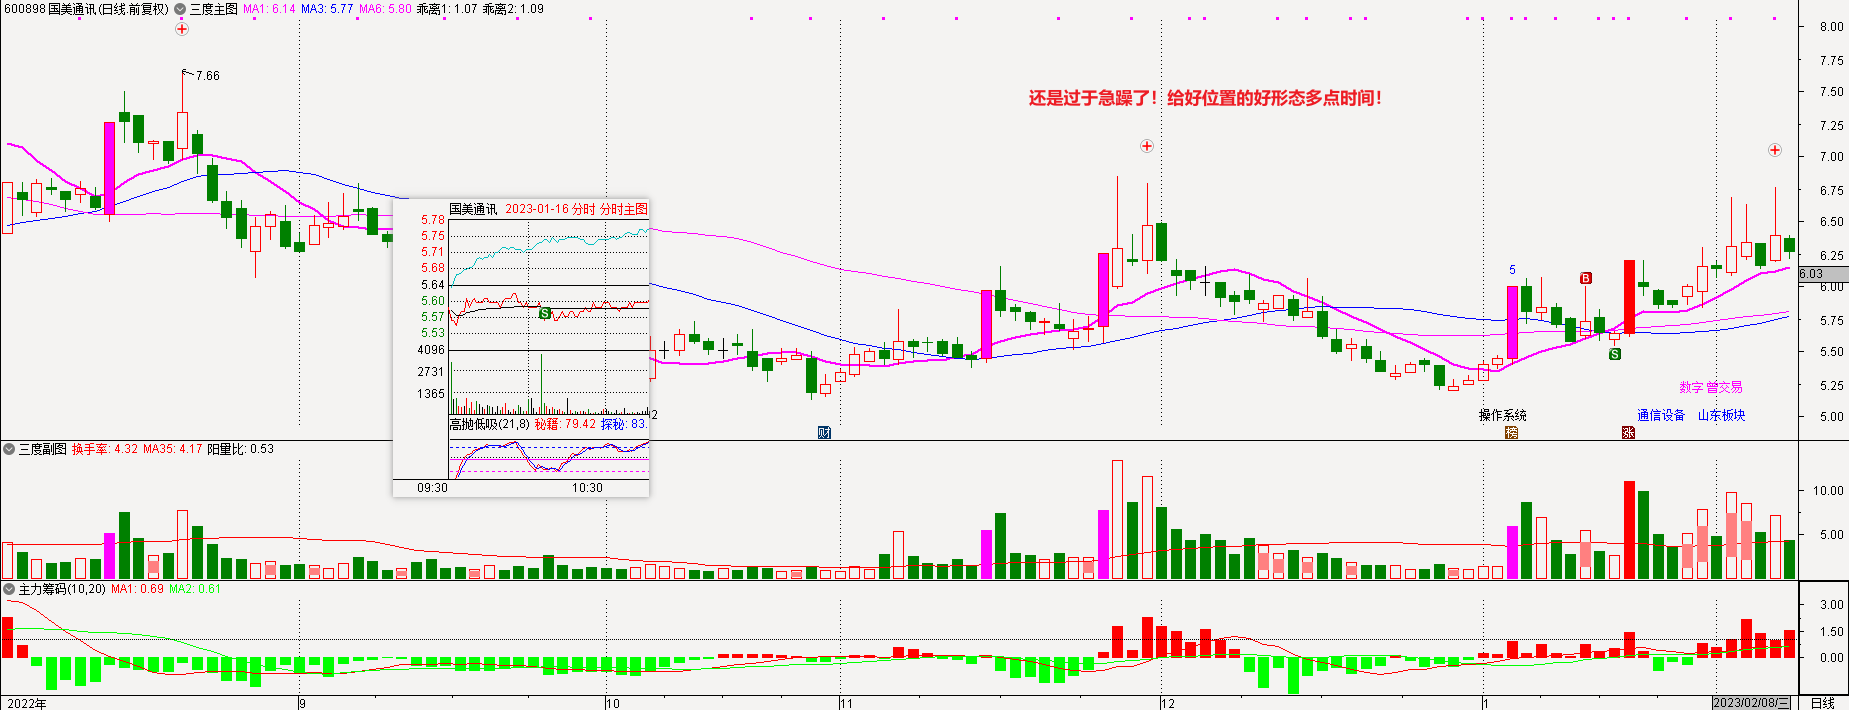 600898 国美通讯(日线.前复权) 三度主图 MA1: 6.14 MA3: 5.77 MA6: 5.80 乖离1: 1.07 乖离2: 1.09
8.00
7.75
7.66
7.50
还是过于急躁了！给好位置的好形态多点时间！
7.25
7.00
6.75
6.50
6.25
6.03
6.00
5.75
5.50
5.25
5.00
国美通讯 2023-01-16 分时 分时主图
5.78
5.75
5.71
5.68
5.64
5.60
5.57
5.53
S
4096
2731
1365
高抛低吸(21,8) 秘籍: 79.42 探秘: 83.
09:30 10:30
2
5
B
S
数字 曾交易
操作系统 通信设备 山东板块
财 榜 涨
三度副图 换手率: 4.32 MA35: 4.17 阳量比: 0.53
10.00
5.00
主力筹码(10,20) MA1: 0.69 MA2: 0.61
3.00
1.50
0.00
2022年 9 10 11 12 1 2023/02/08/三 日线